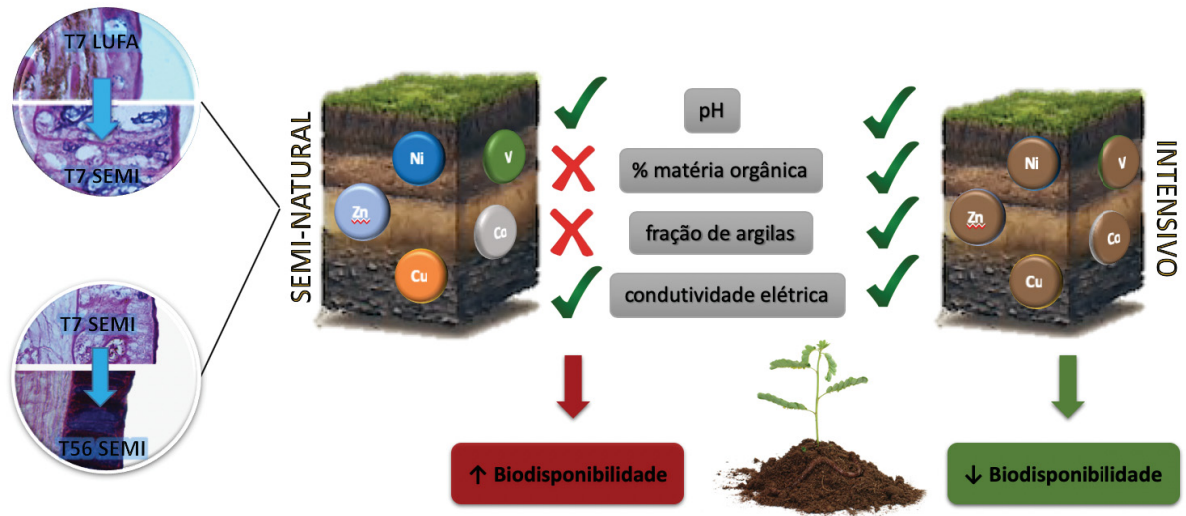 T7 LUFA
T7 SEMI
T7 SEMI
T56 SEMI
SEMI-NATURAL
Ni
V
Zn
Co
Cu
pH
% matéria orgânica
fração de argilas
condutividade elétrica
Ni
V
Zn
Co
Cu
INTENSIVO
↑ Biodisponibilidade
↓ Biodisponibilidade